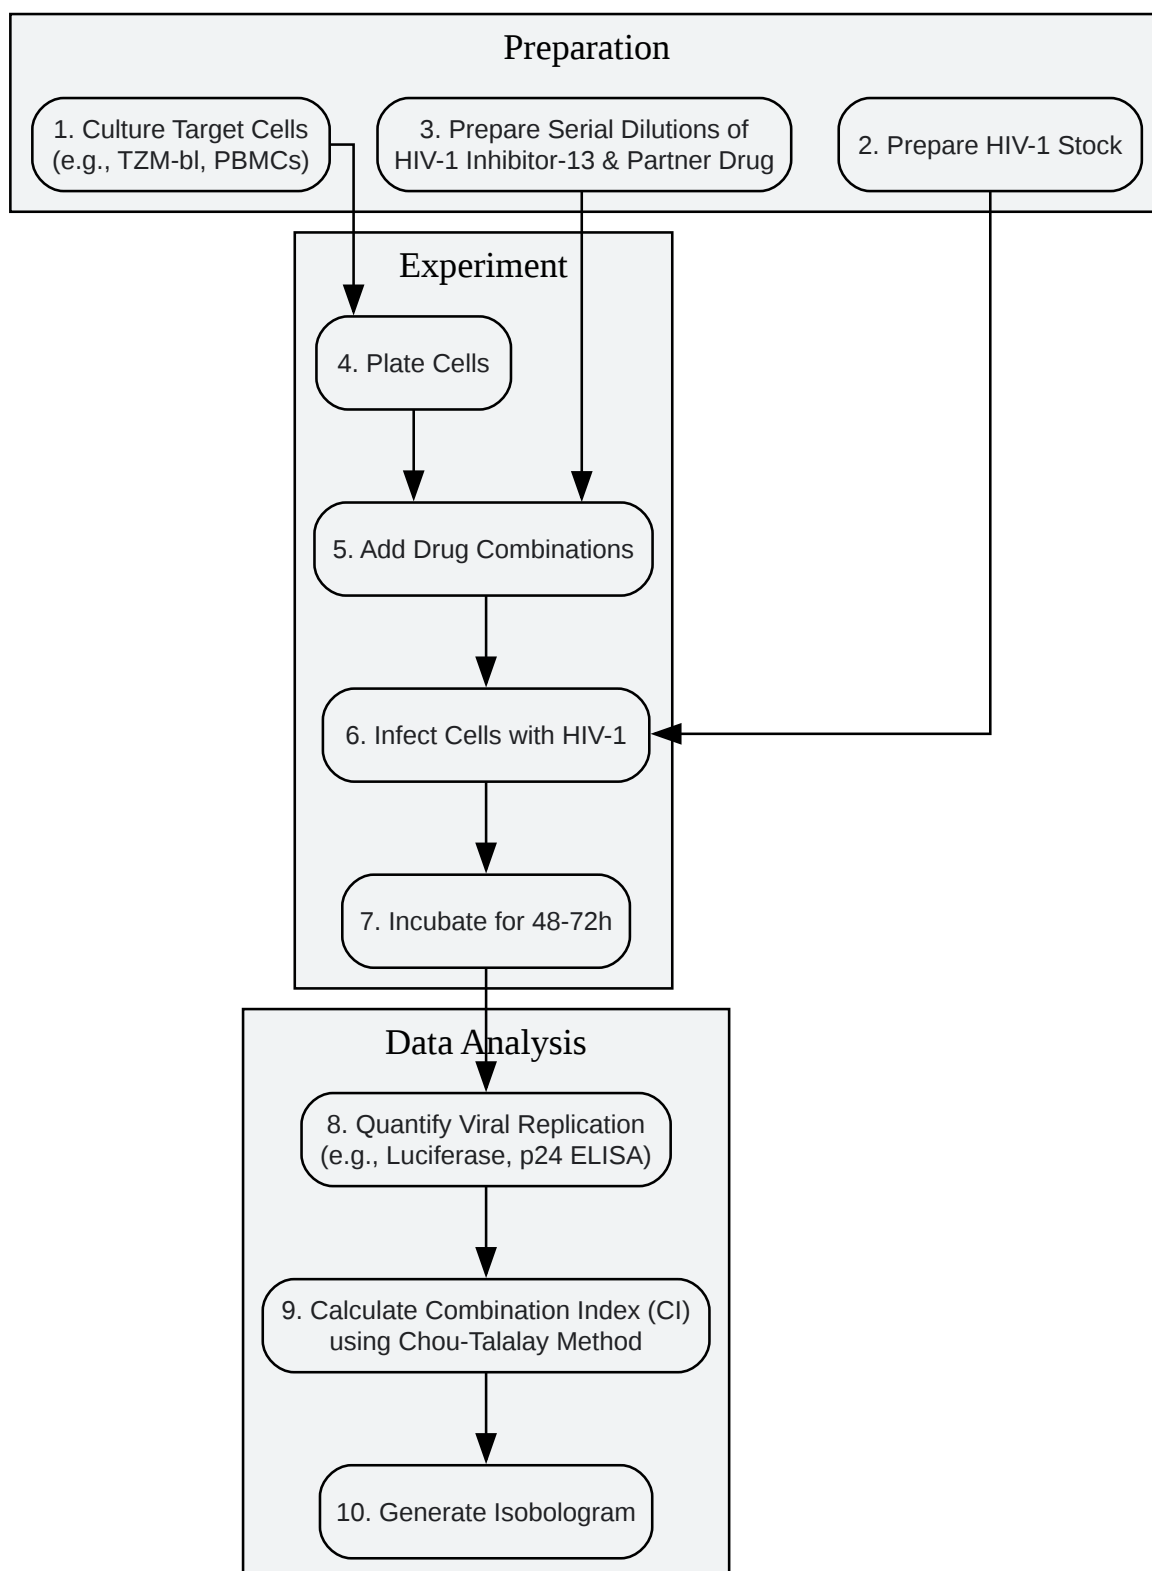 Preparation
1. Culture Target Cells
(e.g., TZM-bl, PBMCs)
3. Prepare Serial Dilutions of
HIV-1 Inhibitor-13 & Partner Drug
2. Prepare HIV-1 Stock
Experiment
4. Plate Cells
5. Add Drug Combinations
6. Infect Cells with HIV-1
7. Incubate for 48-72h
Data Analysis
8. Quantify Viral Replication
(e.g., Luciferase, p24 ELISA)
9. Calculate Combination Index (CI)
using Chou-Talalay Method
10. Generate Isobologram